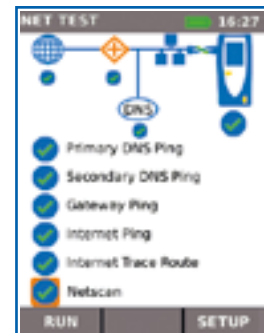 NET TEST 16:27
DNS
Primary DNS Ping
Secondary DNS Ping
Gateway Ping
Internet Ping
Internet Trace Route
Netscan
RUN SETUP